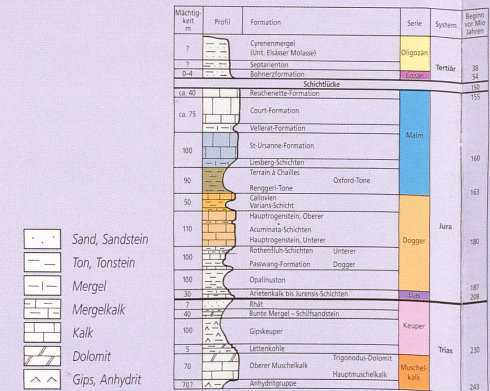 Mächtig-
keit
m
Profil
Formation
Serie
System
Beginn
vor Mio
Jahren
? Cyrenenmergel
(Unt. Elsässer Molasse)
Oligozän
? Septarienton
Tertiär
38
0-4 Bohnerzformation Eozän
54
Schichtlücke
150
ca. 40 Reuchenette-Formation
155
ca. 75 Court-Formation
Vellerat-Formation
Malm
100 St-Ursanne-Formation
Liesberg-Schichten
160
90 Terrain à Chailles
Oxford-Tone
Renggeri-Tone
163
50 Callovien
Varians-Schicht
110 Hauptrogenstein, Oberer
Acuminata-Schichten
Hauptrogenstein, Unterer
Jura
Dogger
180
100 Rothenfluh-Schichten Unterer
Passwang-Formation Dogger
100 Opalinuston
187
30 Arietenkalk bis Jurensis-Schichten Lias
208
? Rhät
40 Bunte Mergel – Schilfsandstein
Keuper
100 Gipskeuper
5 Lettenkohle
Trias
230
70 Oberer Muschelkalk
Trigonodus-Dolomit
Hauptmuschelkalk
Muschel-
kalk
70? Anhydritgruppe
243
Sand, Sandstein
Ton, Tonstein
Mergel
Mergelkalk
Kalk
Dolomit
Gips, Anhydrit